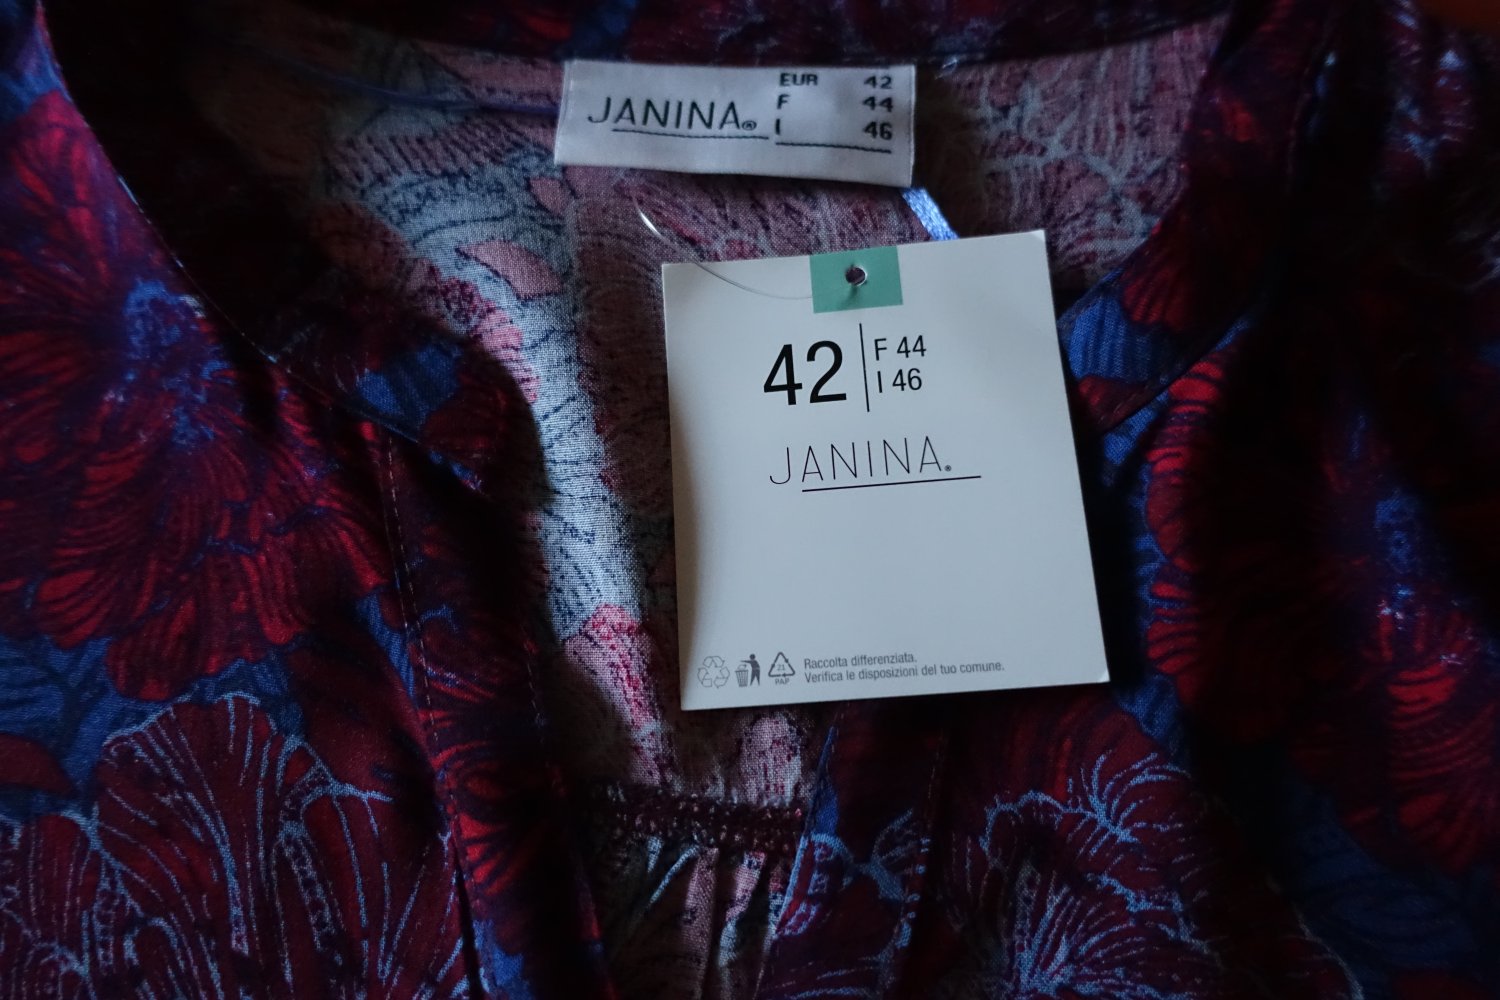 JANINA®
EUR 42
F 44
I 46
42
F 44
I 46
JANINA®
21
PAP
Raccolta differenziata.
Verifica le disposizioni del tuo comune.